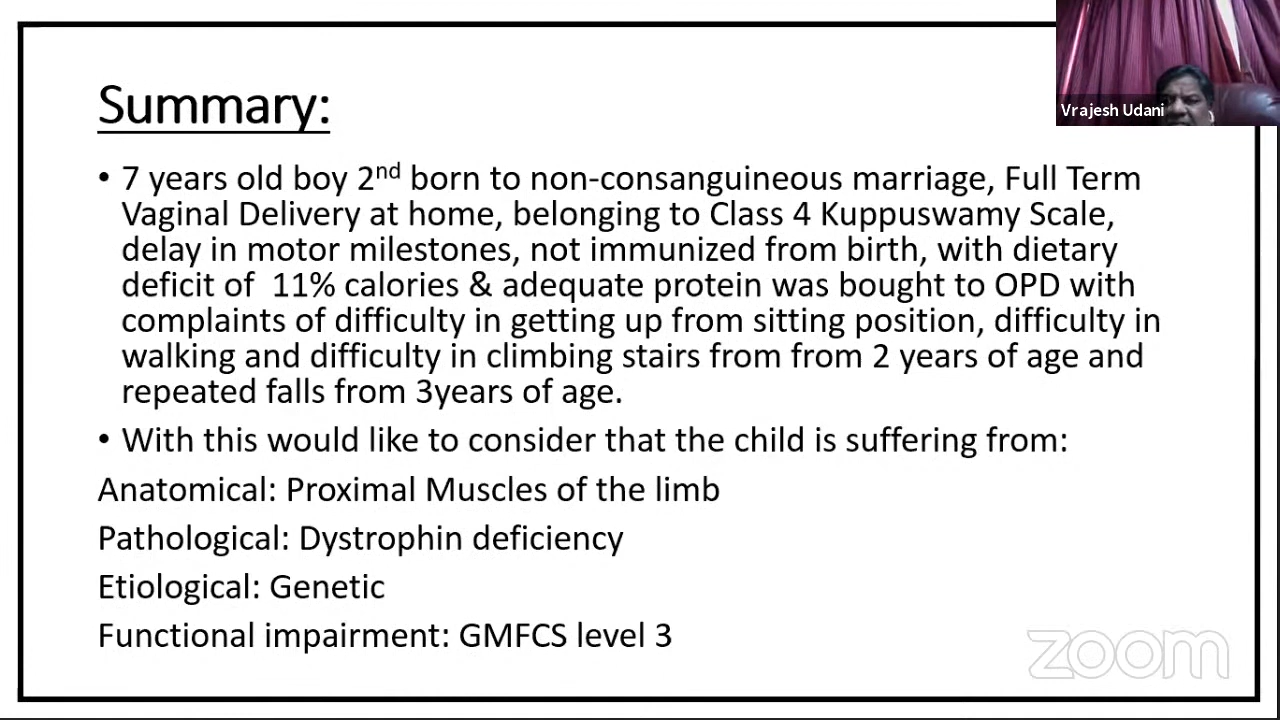 Vrajesh Udani
Summary:
• 7 years old boy 2nd born to non-consanguineous marriage, Full Term
Vaginal Delivery at home, belonging to Class 4 Kuppuswamy Scale,
delay in motor milestones, not immunized from birth, with dietary
deficit of  11% calories & adequate protein was bought to OPD with
complaints of difficulty in getting up from sitting position, difficulty in
walking and difficulty in climbing stairs from from 2 years of age and
repeated falls from 3years of age.
• With this would like to consider that the child is suffering from:
Anatomical: Proximal Muscles of the limb
Pathological: Dystrophin deficiency
Etiological: Genetic
Functional impairment: GMFCS level 3
zoom